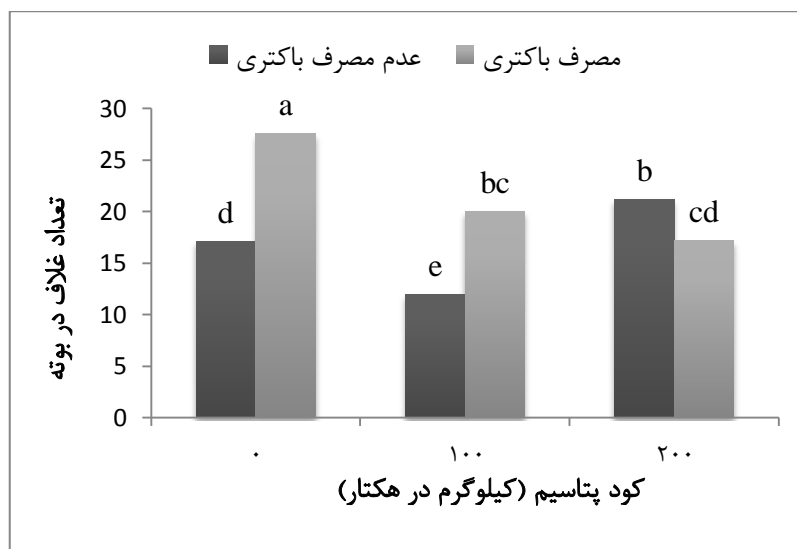 عدم مصرف باکتری مصرف باکتری
تعداد غلاف در بوته
30
25
20
15
10
5
0
d
a
e
bc
b
cd
۰ ۱۰۰ ۲۰۰
کود پتاسیم (کیلوگرم در هکتار)